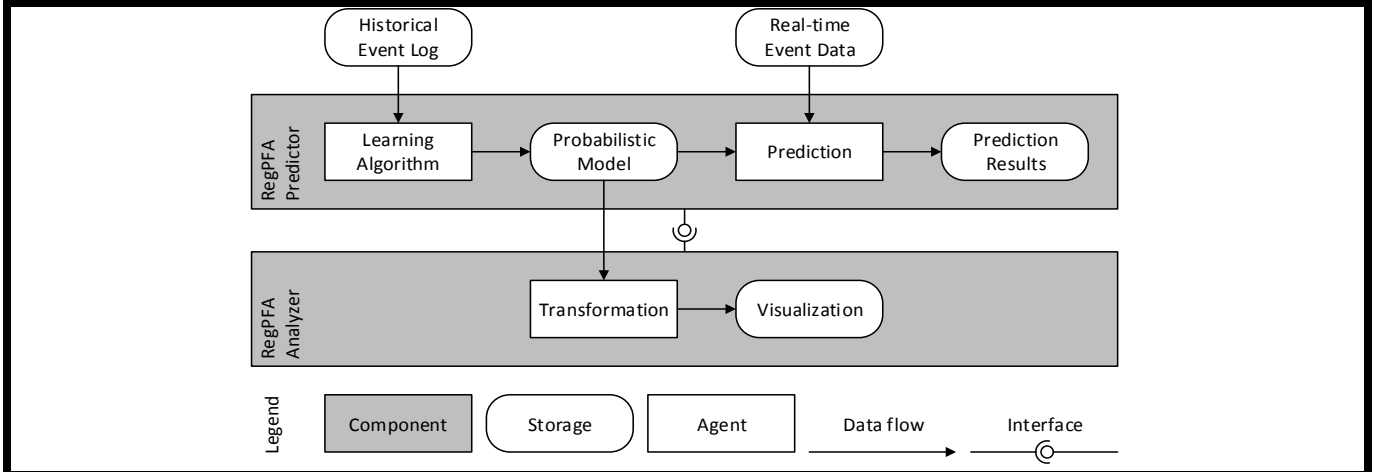 Historical
Event Log
Real-time
Event Data
RegPFA
Predictor
Learning
Algorithm
Probabilistic
Model
Prediction
Prediction
Results
RegPFA
Analyzer
Transformation
Visualization
Legend
Component
Storage
Agent
Data flow
Interface